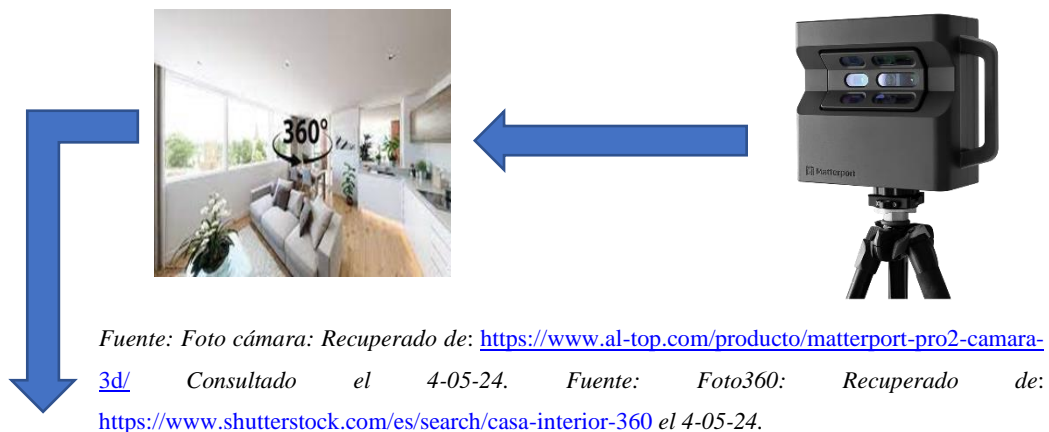 360°
Matterport
Fuente: Foto cámara: Recuperado de: https://www.al-top.com/producto/matterport-pro2-camara-
3d/ Consultado el 4-05-24. Fuente: Foto360: Recuperado de:
https://www.shutterstock.com/es/search/casa-interior-360 el 4-05-24.